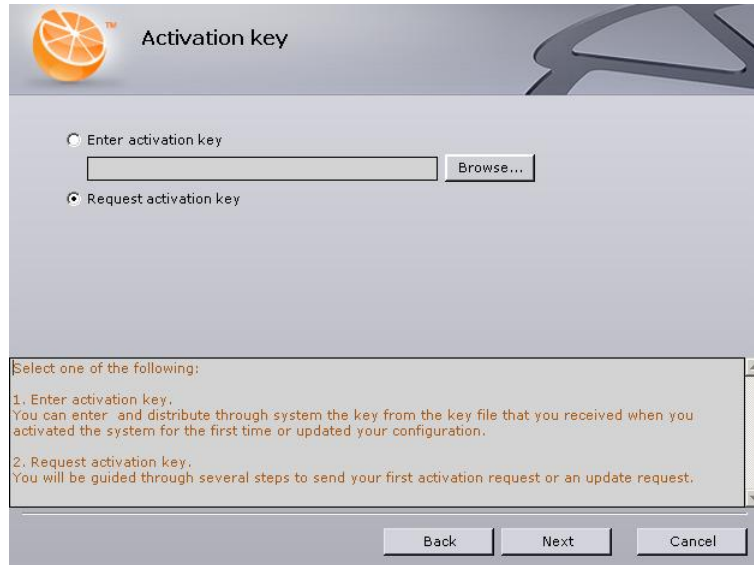 TM
Activation key
Enter activation key
Browse...
Request activation key
Select one of the following:
1. Enter activation key.
You can enter and distribute through system the key from the key file that you received when you
activated the system for the first time or updated your configuration.
2. Request activation key.
You will be guided through several steps to send your first activation request or an update request.
Back
Next
Cancel